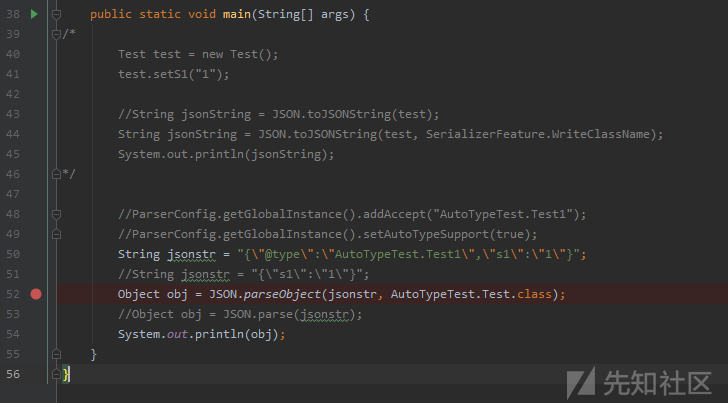 38 public static void main(String[] args) {
39 /*
40 Test test = new Test();
41 test.setS1("1");
42
43 //String jsonString = JSON.toJSONString(test);
44 String jsonString = JSON.toJSONString(test, SerializerFeature.WriteClassName);
45 System.out.println(jsonString);
46 */
47
48 //ParserConfig.getGlobalInstance().addAccept("AutoTypeTest.Test1");
49 //ParserConfig.getGlobalInstance().setAutoTypeSupport(true);
50 String jsonstr = "{\"@type\":\"AutoTypeTest.Test1\",\"s1\":\"1\"}";
51 //String jsonstr = "{\"s1\":\"1\"}";
52 Object obj = JSON.parseObject(jsonstr, AutoTypeTest.Test.class);
53 //Object obj = JSON.parse(jsonstr);
54 System.out.println(obj);
55 }
56 }
先知社区